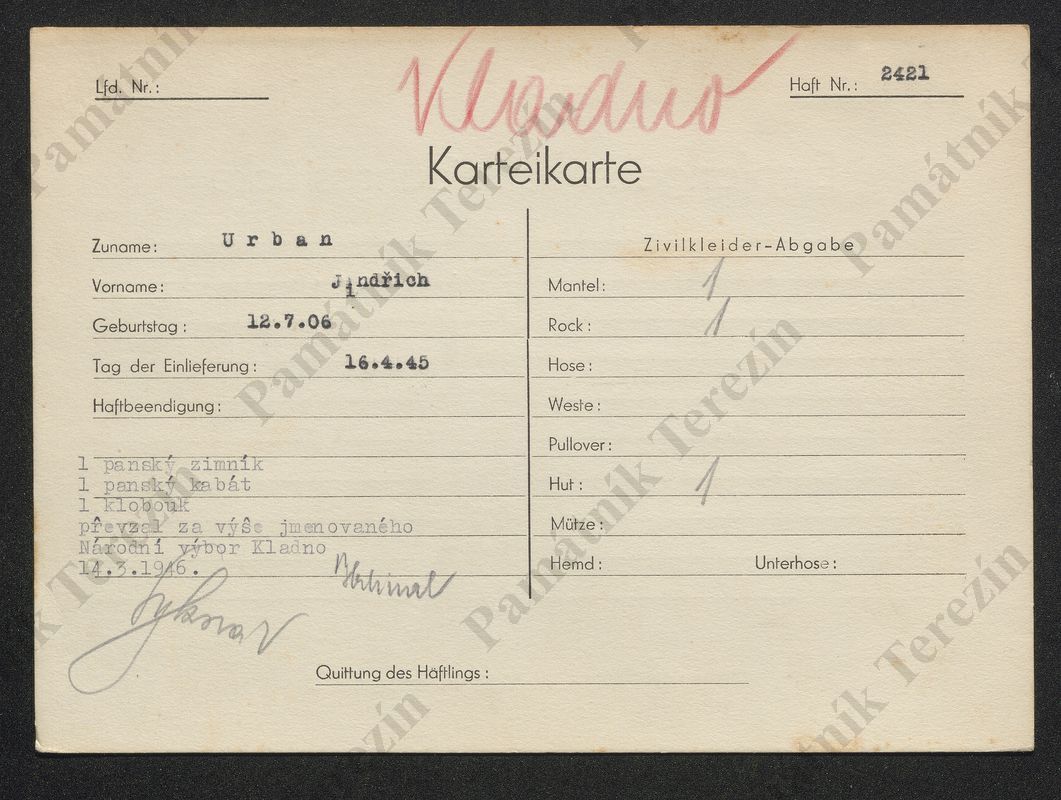 Kladno
Lfd. Nr.:
Haft Nr.: 2421
Karteikarte
Zuname: Urban
Vorname: Jindřich
Geburtstag: 12.7.06
Tag der Einlieferung: 16.4.45
Haftbeendigung:
1 panský zimník
1 panský kabát
1 klobouk
převzal za výše jmenovaného
Národní výbor Kladno
14.3.1946.
Zivilkleider-Abgabe
Mantel: 1
Rock: 1
Hose:
Weste:
Pullover:
Hut: 1
Mütze:
Hemd: Unterhose:
Quittung des Häftlings:
Památník Terezín